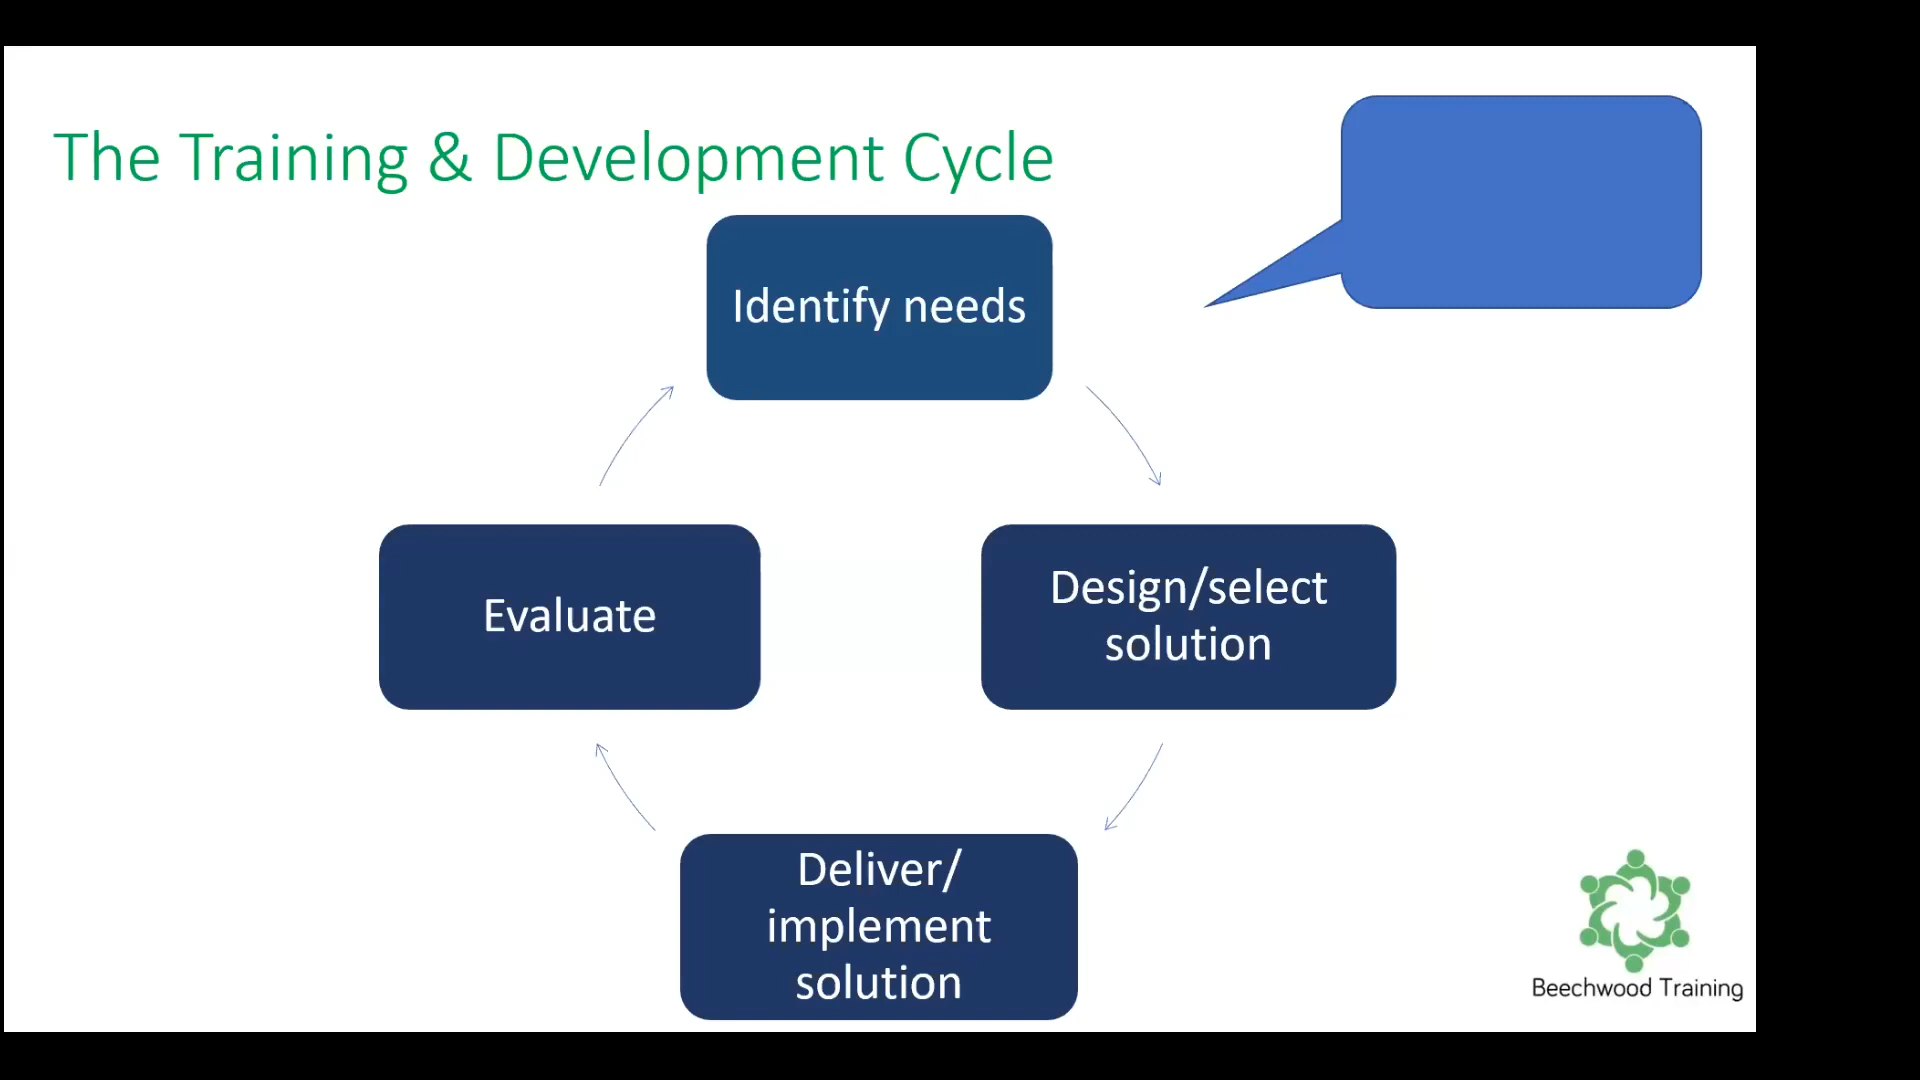 The Training & Development Cycle
Identify needs
Design/select
solution
Deliver/
implement
solution
Evaluate
Beechwood Training